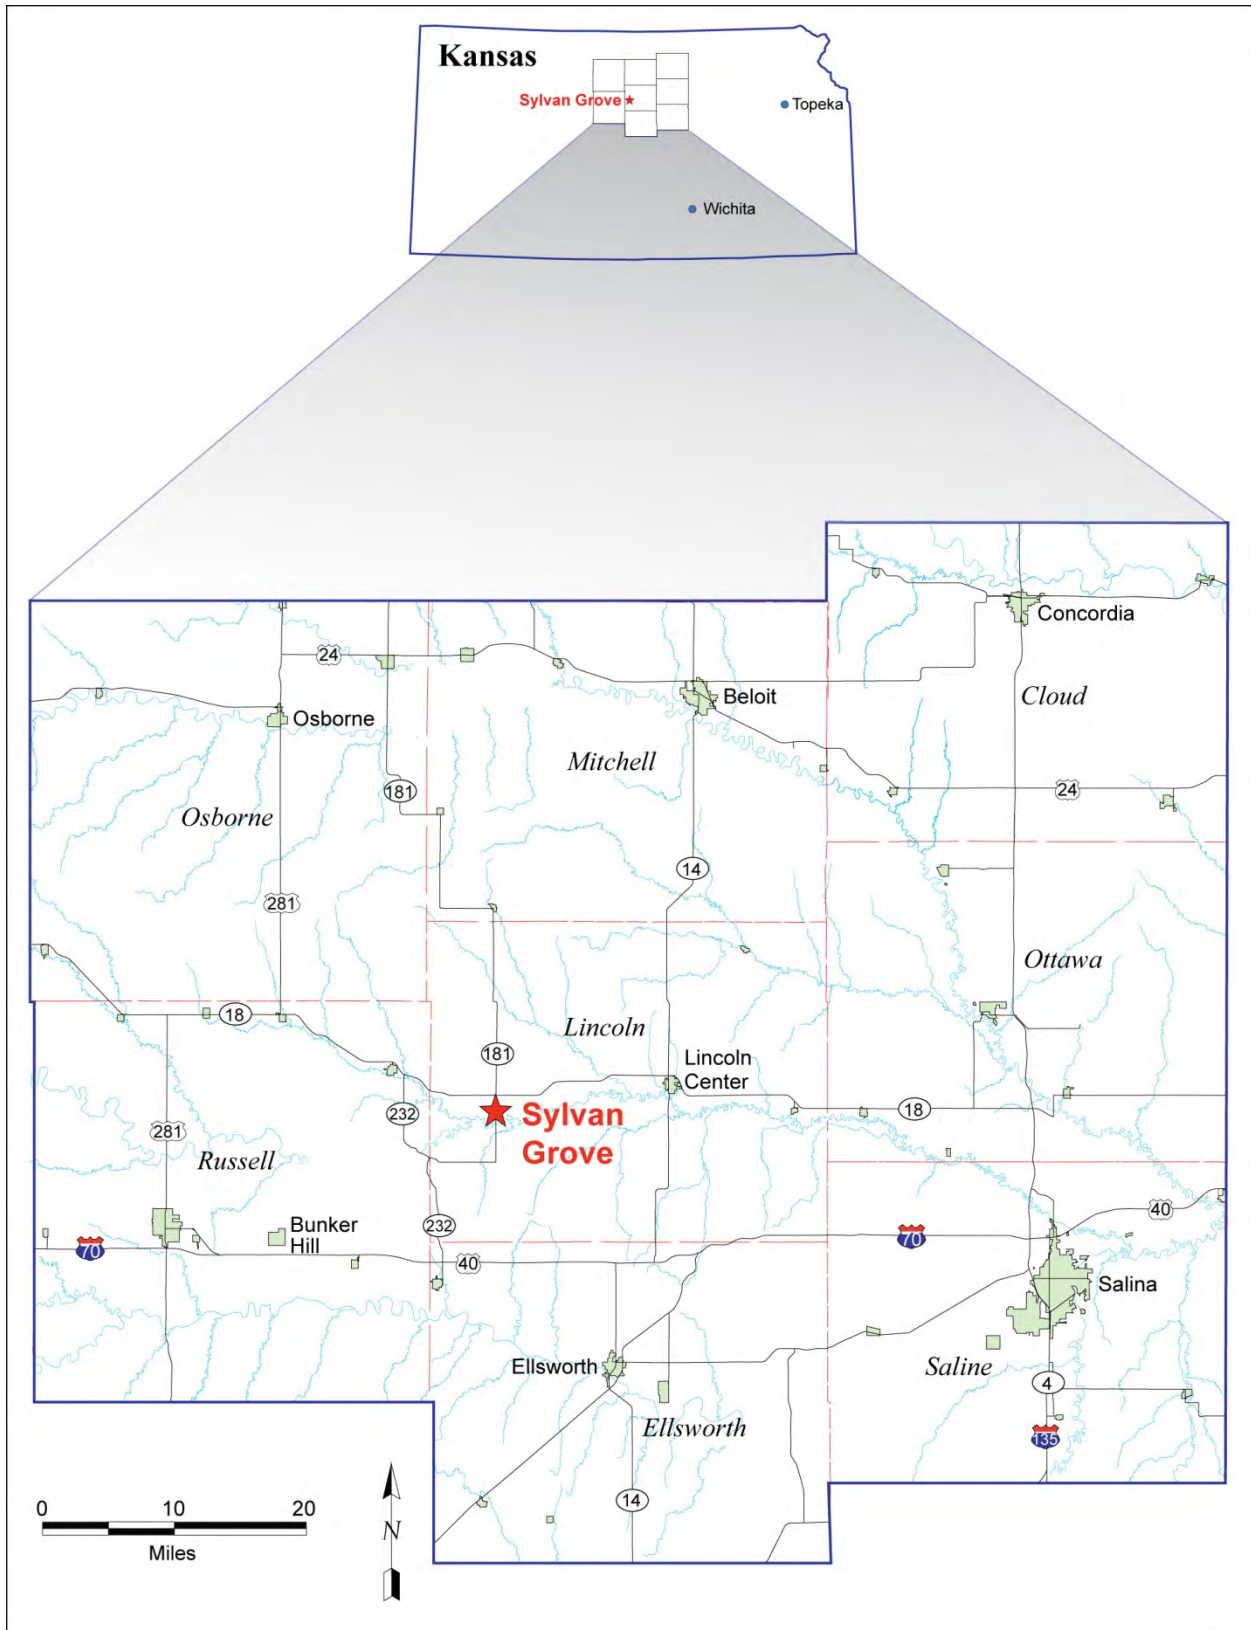 Kansas
Sylvan Grove
Topeka
Wichita
Concordia
24
Beloit
Cloud
Osborne
Mitchell
181
24
Osborne
14
281
Ottawa
18
Lincoln
181
Lincoln
Center
232
Sylvan
Grove
18
281
Russell
232
40
Bunker
Hill
70
70
40
Salina
Ellsworth
Saline
4
Ellsworth
135
14
0 10 20
Miles
N